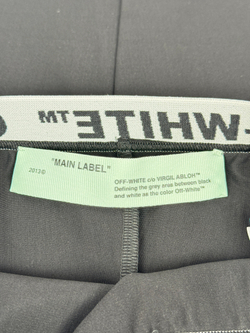 -WHITE™
"MAIN LABEL"
2013©
OFF-WHITE c/o VIRGIL ABLOH™
Defining the grey area between black
and white as the color Off-White™